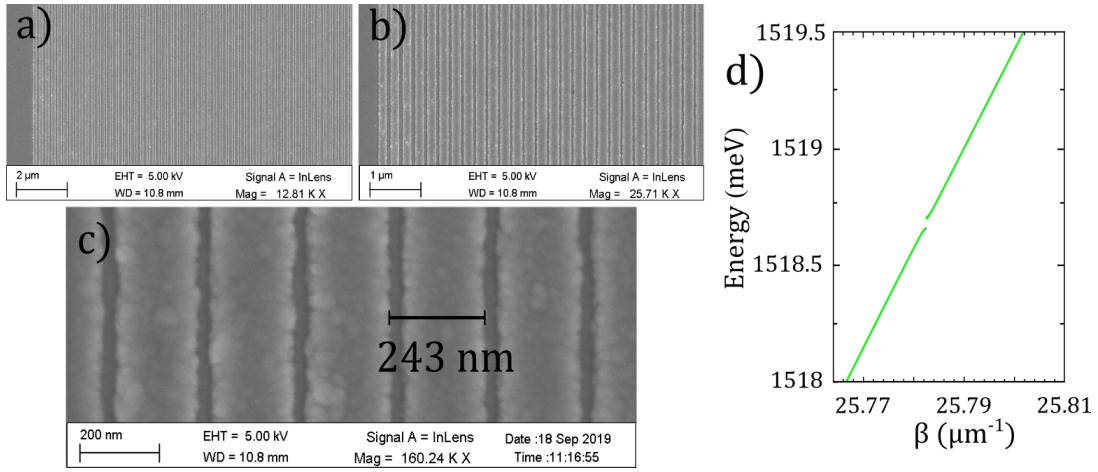 a)
2 μm
EHT = 5.00 kV
Signal A = InLens
WD = 10.8 mm
Mag = 12.81 K X
b)
1 μm
EHT = 5.00 kV
Signal A = InLens
WD = 10.8 mm
Mag = 25.71 K X
c)
243 nm
200 nm
EHT = 5.00 kV
Signal A = InLens
Date :18 Sep 2019
WD = 10.8 mm
Mag = 160.24 K X
Time :11:16:55
d)
Energy (meV)
1519.5
1519
1518.5
1518
25.77
25.79
25.81
β (μm⁻¹)